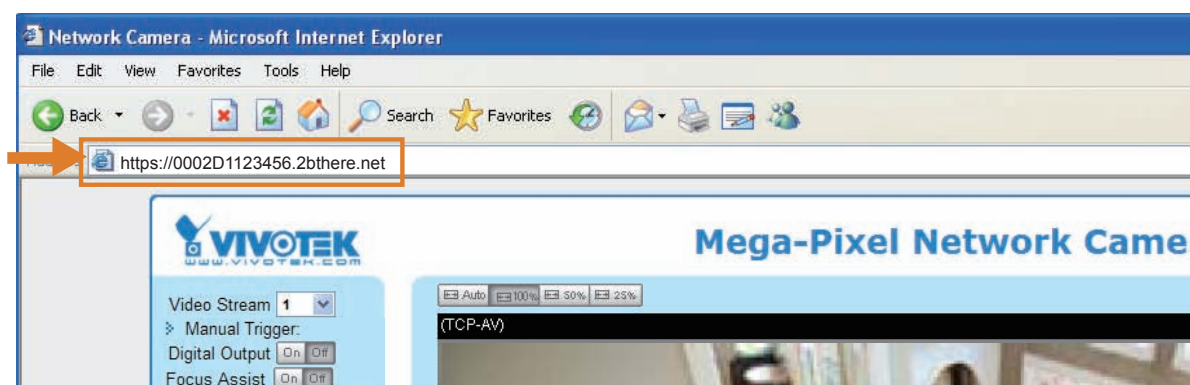 Network Camera - Microsoft Internet Explorer
File Edit View Favorites Tools Help
Back Search Favorites
https://0002D1123456.2bthere.net
VIVOTEK
www.vivotek.com
Mega-Pixel Network Came
Video Stream 1
Auto 100% 50% 25%
Manual Trigger:
(TCP-AV)
Digital Output On Off
Focus Assist On Off